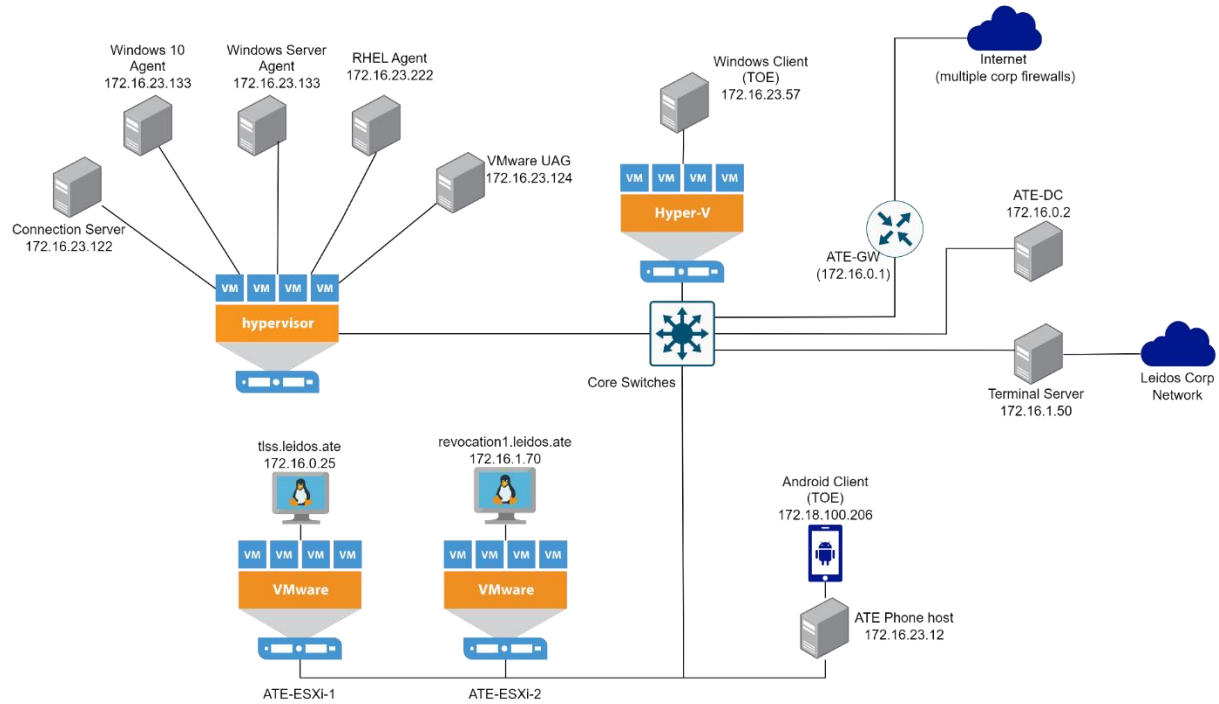 Windows 10
Agent
172.16.23.133
Windows Server
Agent
172.16.23.133
RHEL Agent
172.16.23.222
VMware UAG
172.16.23.124
Connection Server
172.16.23.122
VM VM VM VM
hypervisor
Windows Client
(TOE)
172.16.23.57
VM VM VM VM
Hyper-V
Core Switches
Internet
(multiple corp firewalls)
ATE-GW
(172.16.0.1)
ATE-DC
172.16.0.2
Terminal Server
172.16.1.50
Leidos Corp
Network
tlss.leidos.ate
172.16.0.25
VM VM VM VM
VMware
ATE-ESXi-1
revocation1.leidos.ate
172.16.1.70
VM VM VM VM
VMware
ATE-ESXi-2
Android Client
(TOE)
172.18.100.206
ATE Phone host
172.16.23.12